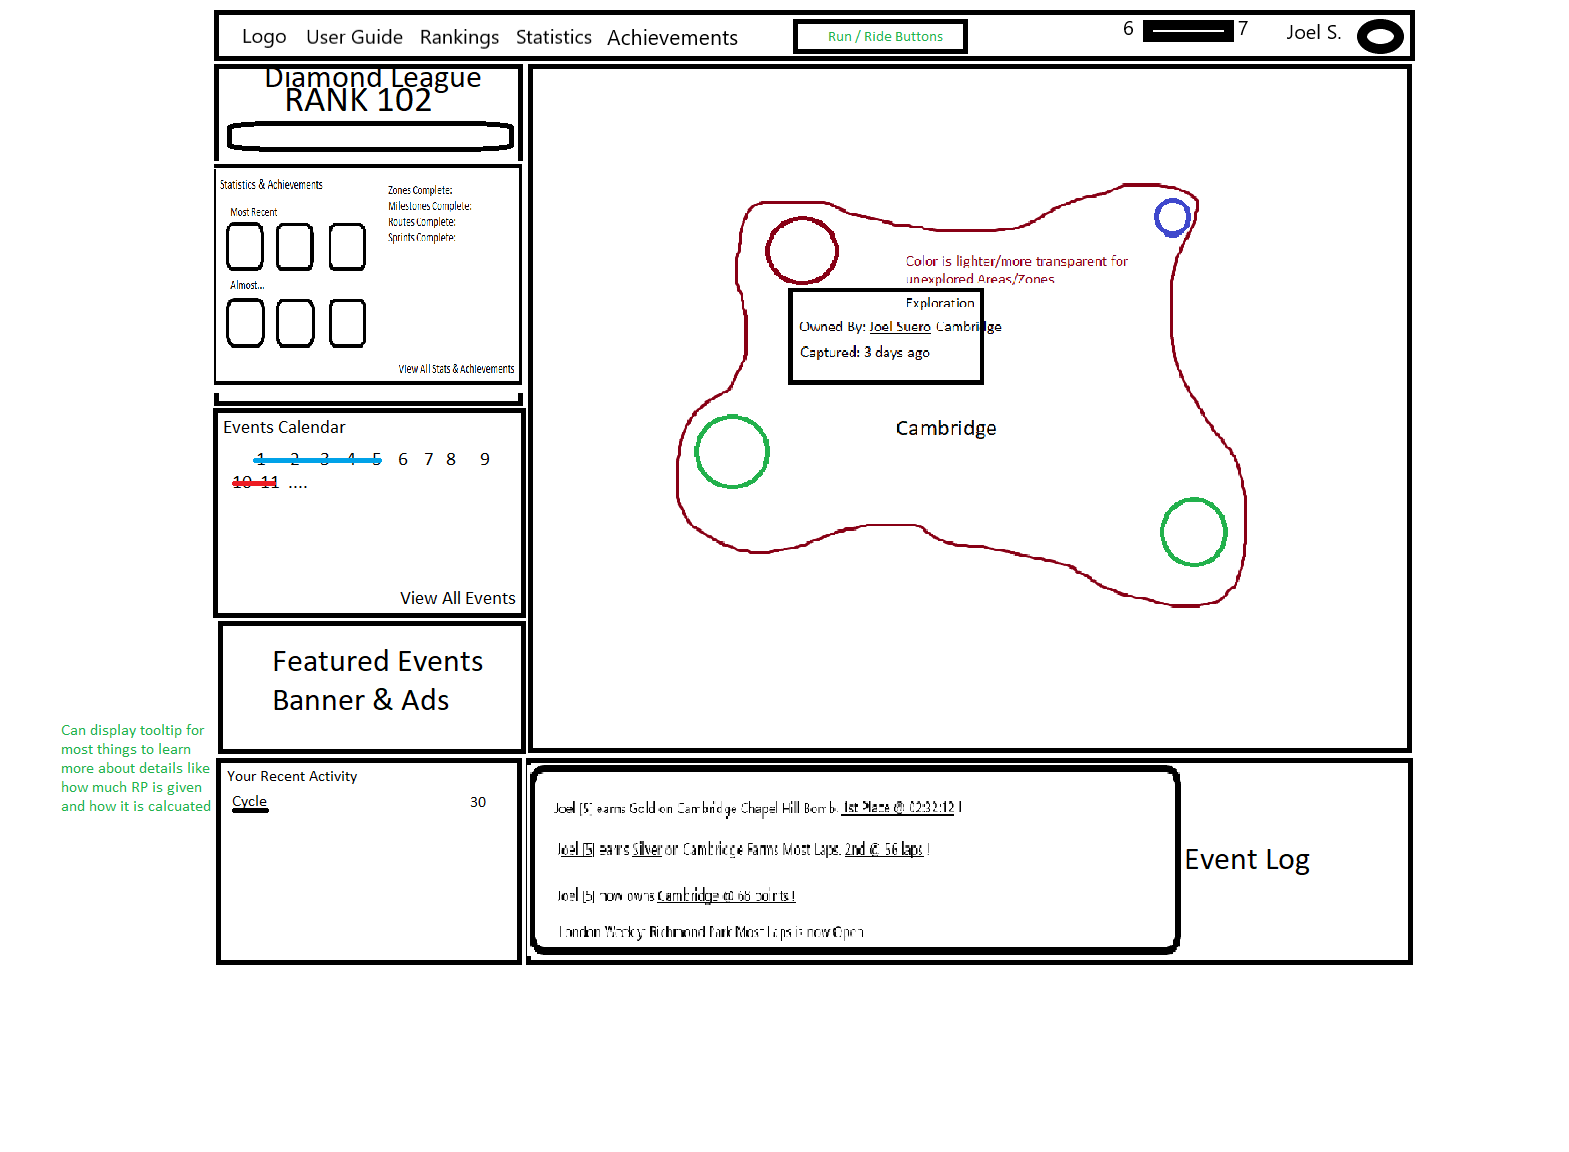 Logo User Guide Rankings Statistics Achievements
Run / Ride Buttons
6 7 Joel S.
Diamond League
RANK 102
Statistics & Achievements
Most Recent
Almost...
Zones Complete:
Milestones Complete:
Routes Complete:
Sprints Complete:
View All Stats & Achievements
Events Calendar
1 2 3 4 5 6 7 8 9
10 11 ....
View All Events
Featured Events
Banner & Ads
Can display tooltip for
most things to learn
more about details like
how much RP is given
and how it is calcuated
Your Recent Activity
Cycle 30
Color is lighter/more transparent for
unexplored Areas/Zones
Exploration
Owned By: Joel Suero Cambridge
Captured: 3 days ago
Cambridge
Joel [5] earns Gold on Cambridge Chapel Hill Bomb. 1st Place @ 02:32:12 !
Joel [5] earns Silver on Cambridge Farms Most Laps. 2nd @ 56 laps !
Joel [5] now owns Cambridge @ 68 points !
London Weekly: Richmond Park Most Laps is now Open
Event Log